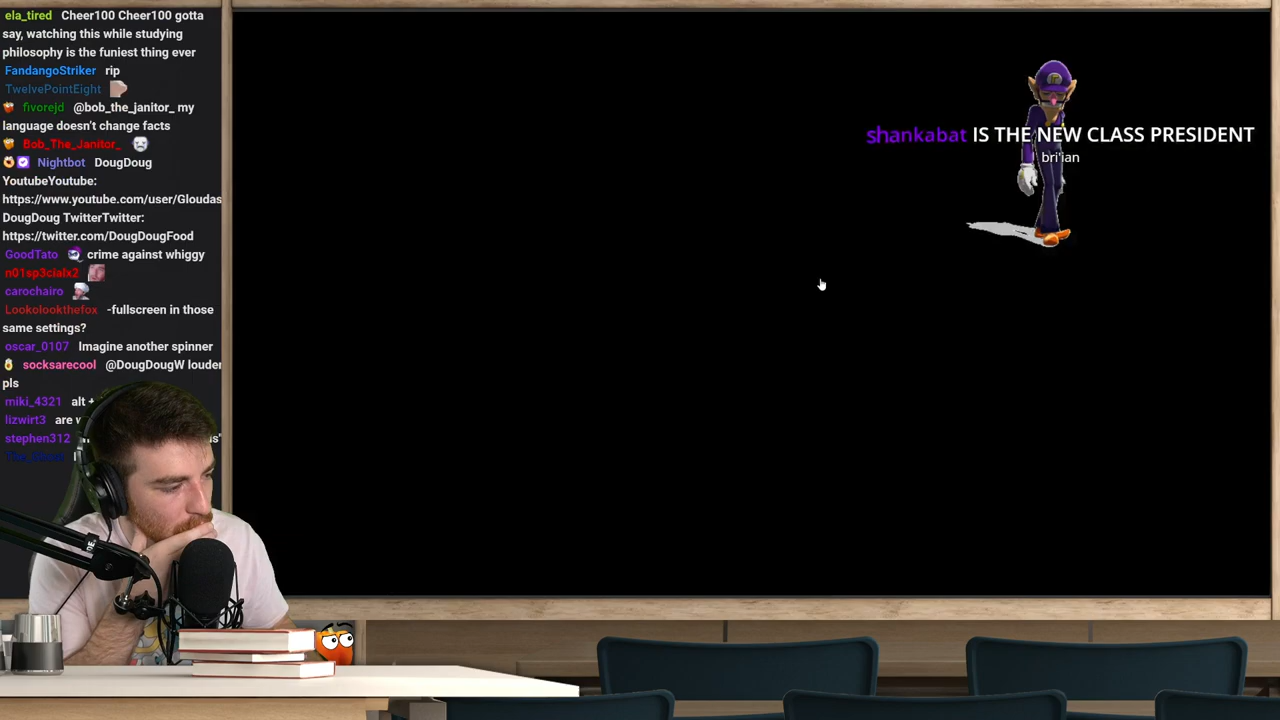 ela_tired Cheer100 Cheer100 gotta
say, watching this while studying
philosophy is the funiest thing ever
FandangoStriker rip
TwelvePointEight
fivorejd @bob_the_janitor_ my
language doesn't change facts
Bob_The_Janitor_
Nightbot DougDoug
YoutubeYoutube:
https://www.youtube.com/user/Gloudas
DougDoug TwitterTwitter:
https://twitter.com/DougDougFood
GoodTato crime against whiggy
n01sp3cialx2
carochairo
Lookolookthefox -fullscreen in those
same settings?
oscar_0107 Imagine another spinner
socksarecool @DougDougW louder
pls
miki_4321 alt +
lizwirt3 are
stephen312
shankabat IS THE NEW CLASS PRESIDENT
bri'ian